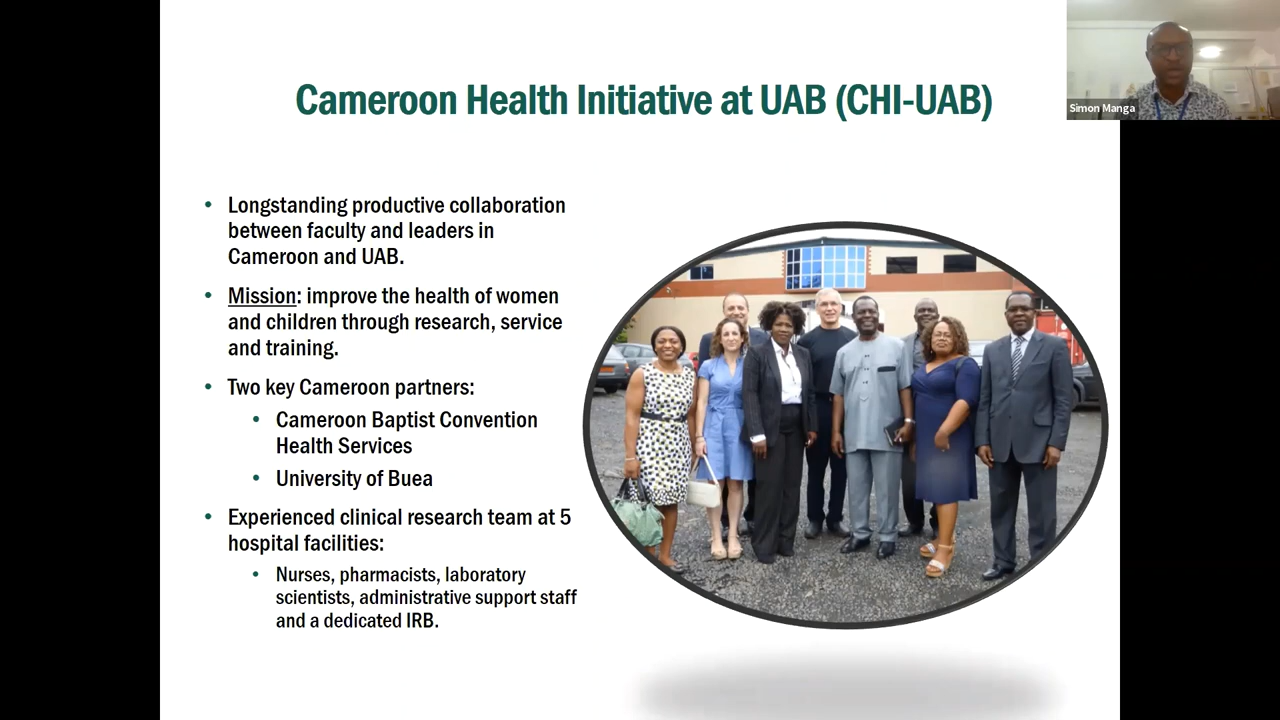 Cameroon Health Initiative at UAB (CHI-UAB)
Simon Manga
• Longstanding productive collaboration
between faculty and leaders in
Cameroon and UAB.
• Mission: improve the health of women
and children through research, service
and training.
• Two key Cameroon partners:
• Cameroon Baptist Convention
Health Services
• University of Buea
• Experienced clinical research team at 5
hospital facilities:
• Nurses, pharmacists, laboratory
scientists, administrative support staff
and a dedicated IRB.